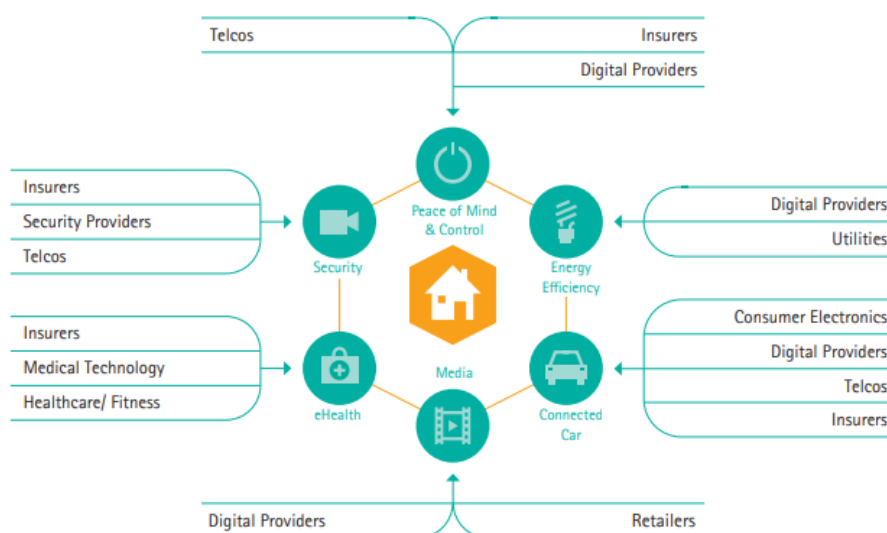 Telcos
Insurers
Digital Providers
Peace of Mind
& Control
Insurers
Security Providers
Telcos
Security
Digital Providers
Utilities
Energy
Efficiency
Insurers
Medical Technology
Healthcare/ Fitness
eHealth
Media
Consumer Electronics
Digital Providers
Telcos
Insurers
Connected
Car
Digital Providers
Retailers